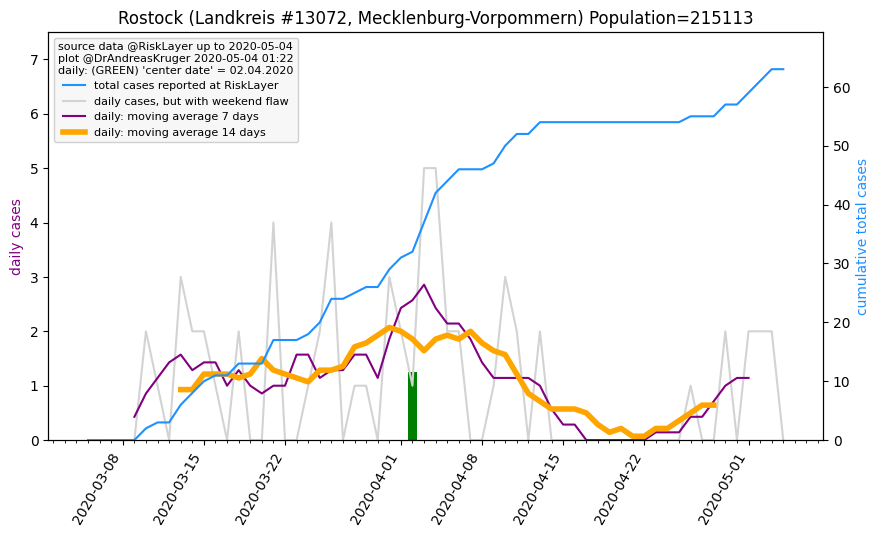 Rostock (Landkreis #13072, Mecklenburg-Vorpommern) Population=215113
source data @RiskLayer up to 2020-05-04
plot @DrAndreasKruger 2020-05-04 01:22
daily: (GREEN) 'center date' = 02.04.2020
total cases reported at RiskLayer
daily cases, but with weekend flaw
daily: moving average 7 days
daily: moving average 14 days
daily cases
7
6
5
4
3
2
1
0
cumulative total cases
60
50
40
30
20
10
0
2020-03-08
2020-03-15
2020-03-22
2020-04-01
2020-04-08
2020-04-15
2020-04-22
2020-05-01